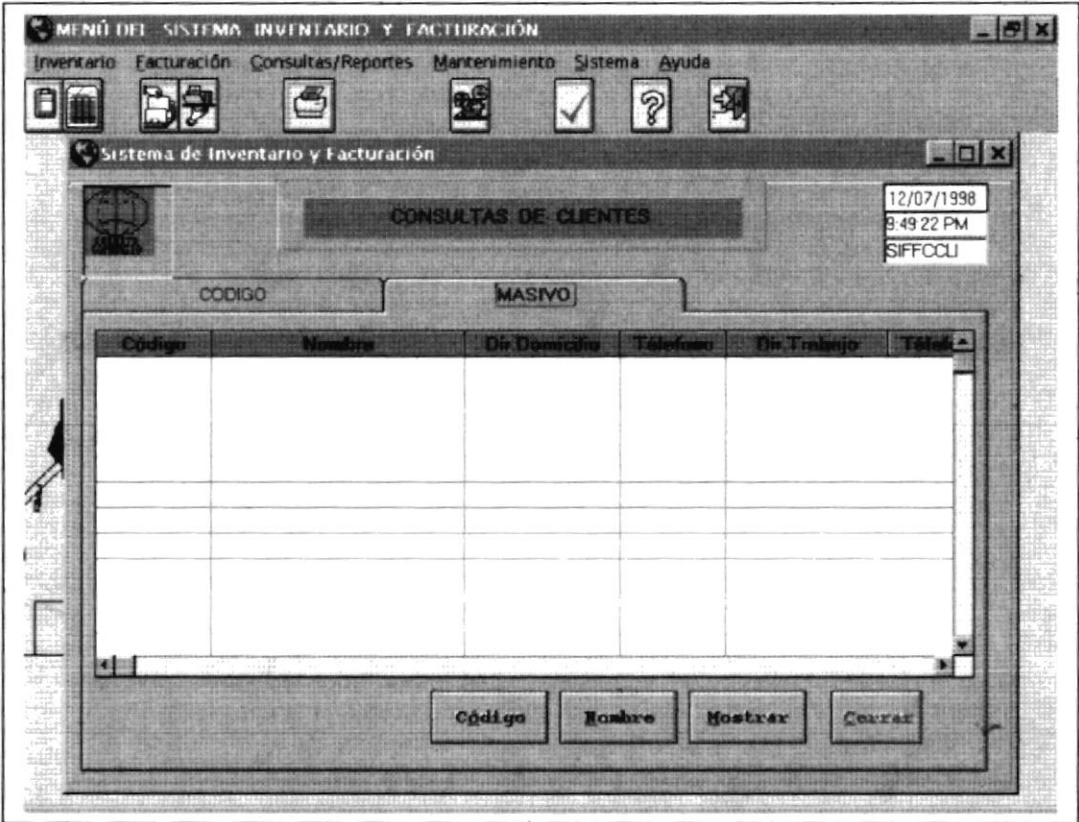 MENÚ DEL SISTEMA INVENTARIO Y FACTURACIÓN
Inventario Facturación Consultas/Reportes Mantenimiento Sistema Ayuda
Sistema de Inventario y Facturación
CONSULTAS DE CLIENTES
12/07/1998
9:49:22 PM
SIFFCCLI
CODIGO MASIVO
Código Nombre Dir.Domicilio Télefono Dir.Trabajo Télefo
Código Nombre Mostrar Cerrar